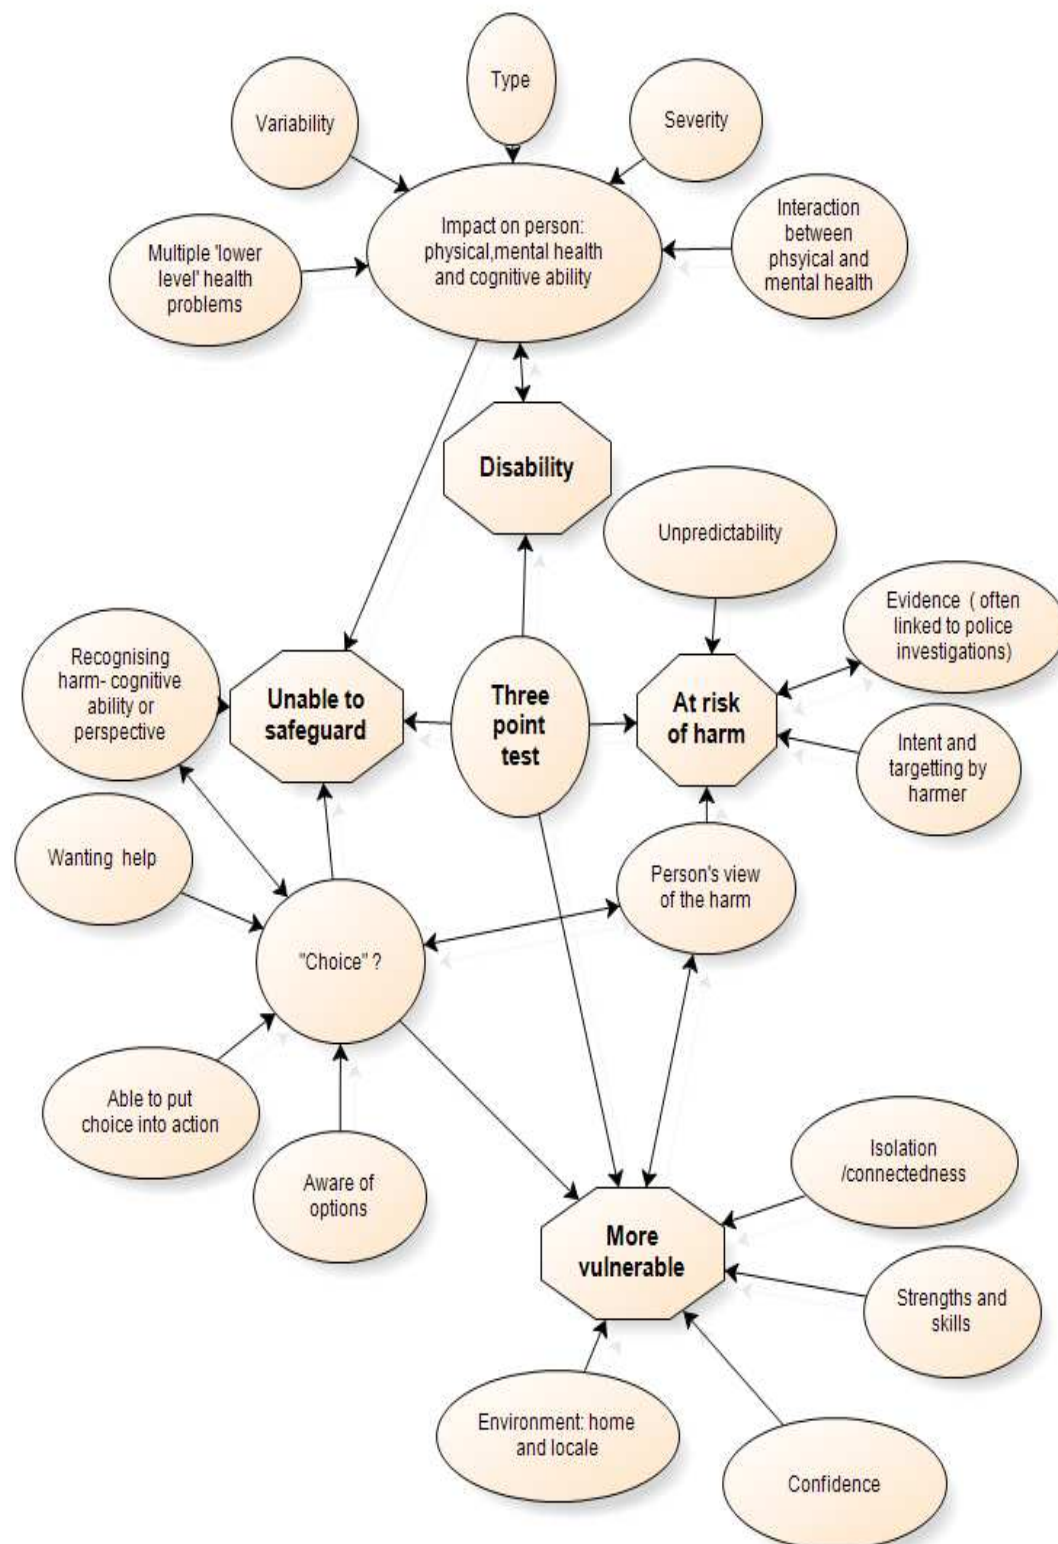 Type
Variability
Severity
Impact on person:
physical,mental health
and cognitive ability
Interaction
between
phsyical and
mental health
Multiple 'lower
level' health
problems
Disability
Unpredictability
Evidence ( often
linked to police
investigations)
Recognising
harm- cognitive
ability or
perspective
Unable to
safeguard
Three
point
test
At risk
of harm
Intent and
targetting by
harmer
Wanting help
Person's view
of the harm
"Choice" ?
Able to put
choice into action
Aware of
options
Isolation
/connectedness
More
vulnerable
Strengths and
skills
Environment: home
and locale
Confidence